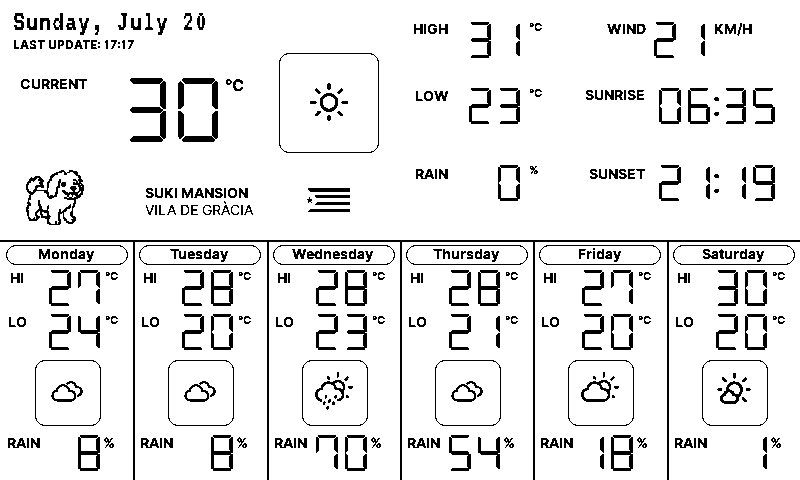 Sunday, July 20
LAST UPDATE: 17:17
CURRENT 30 °C
SUKI MANSION
VILA DE GRÀCIA
HIGH 31 °C
LOW 23 °C
RAIN 0 %
WIND 21 KM/H
SUNRISE 06:35
SUNSET 21:19
Monday
HI 27 °C
LO 24 °C
RAIN 8 %
Tuesday
HI 28 °C
LO 20 °C
RAIN 8 %
Wednesday
HI 28 °C
LO 23 °C
RAIN 70 %
Thursday
HI 28 °C
LO 21 °C
RAIN 54 %
Friday
HI 27 °C
LO 20 °C
RAIN 18 %
Saturday
HI 30 °C
LO 20 °C
RAIN 1 %